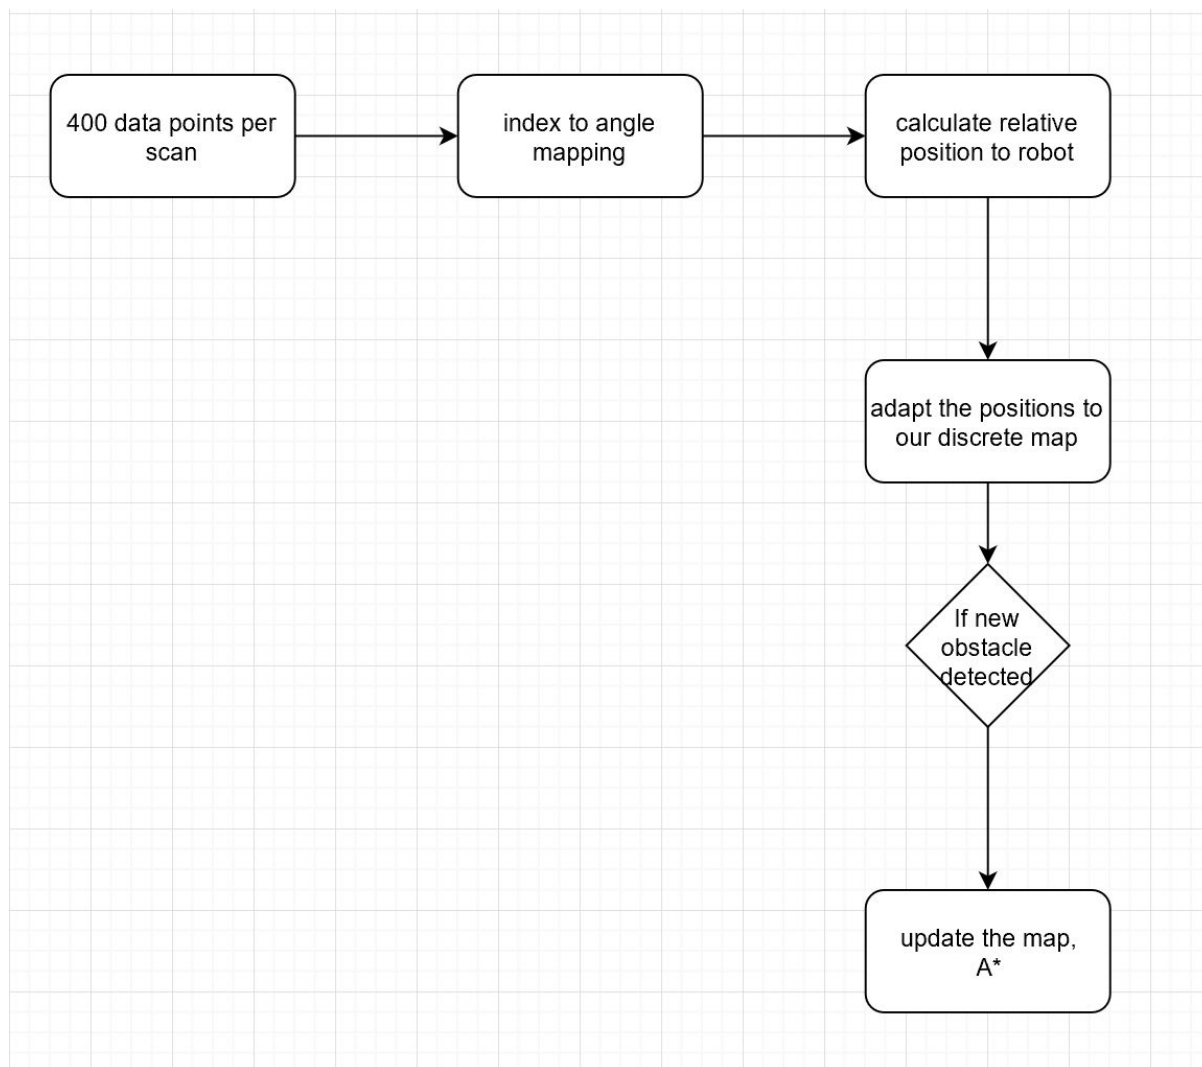 400 data points per
scan
index to angle
mapping
calculate relative
position to robot
adapt the positions to
our discrete map
If new
obstacle
detected
update the map,
A*